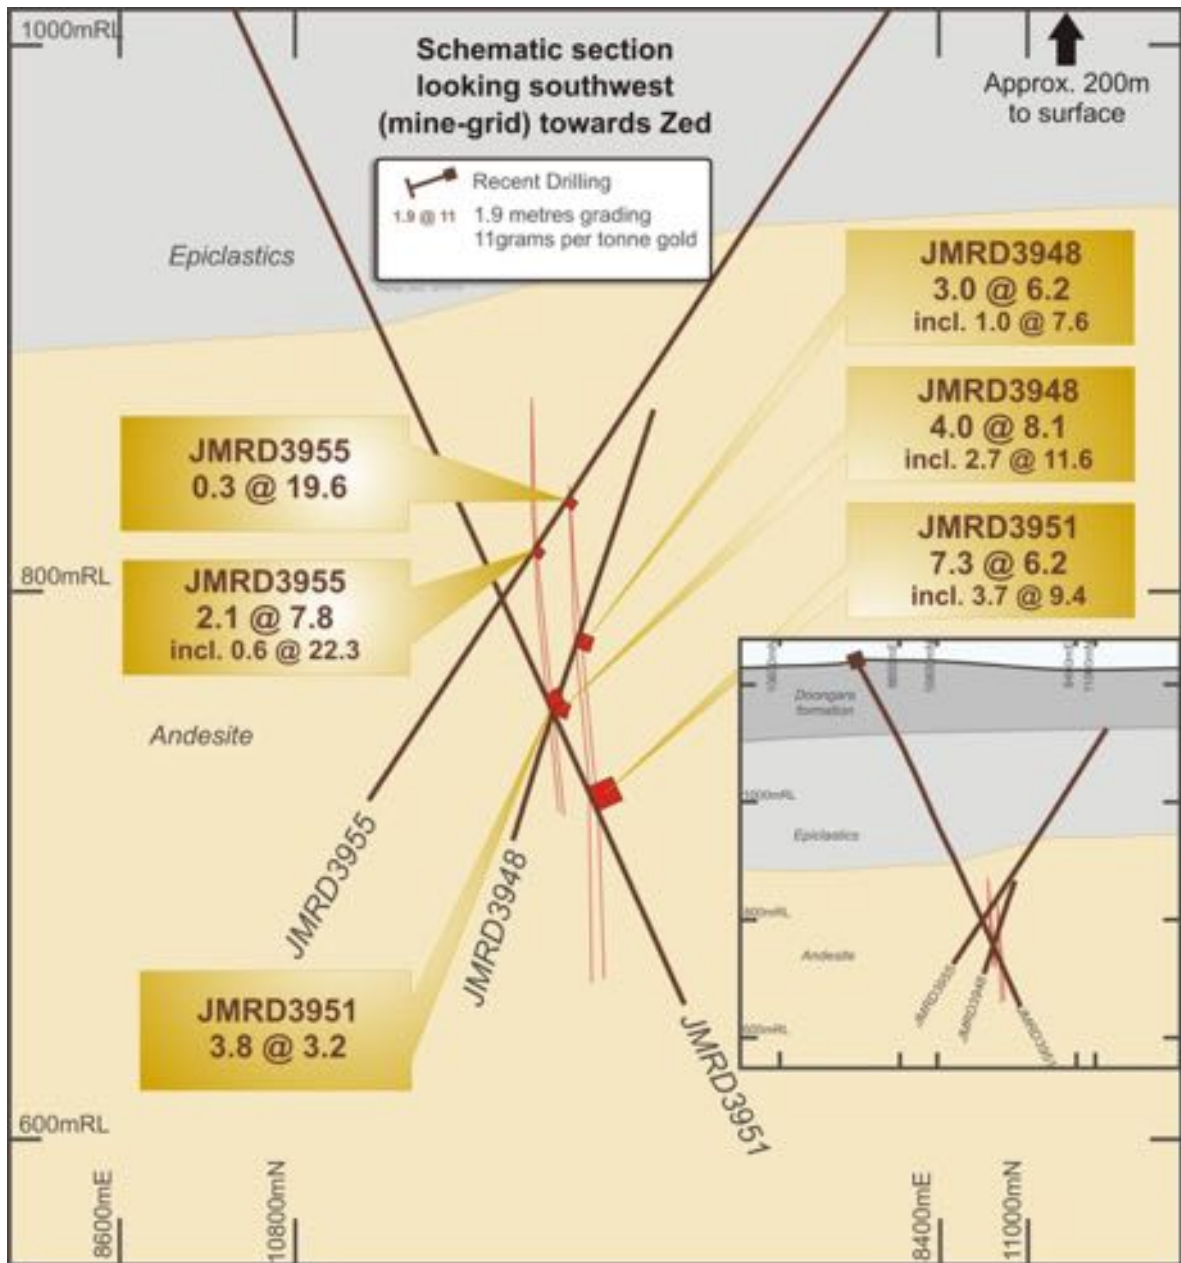 1000mRL
Schematic section
looking southwest
(mine-grid) towards Zed
Approx. 200m
to surface
Recent Drilling
1.9 @ 11
1.9 metres grading
11grams per tonne gold
Epiclastics
JMRD3948
3.0 @ 6.2
incl. 1.0 @ 7.6
JMRD3948
4.0 @ 8.1
incl. 2.7 @ 11.6
JMRD3955
0.3 @ 19.6
JMRD3951
7.3 @ 6.2
incl. 3.7 @ 9.4
800mRL
JMRD3955
2.1 @ 7.8
incl. 0.6 @ 22.3
Andesite
JMRD3955
JMRD3948
JMRD3951
JMRD3951
3.8 @ 3.2
600mRL
8600mE
10800mN
8400mE
11000mN
Doongara
formation
1000mRL
Epiclastics
800mRL
Andesite
600mRL
JMRD3955
JMRD3948
JMRD3951